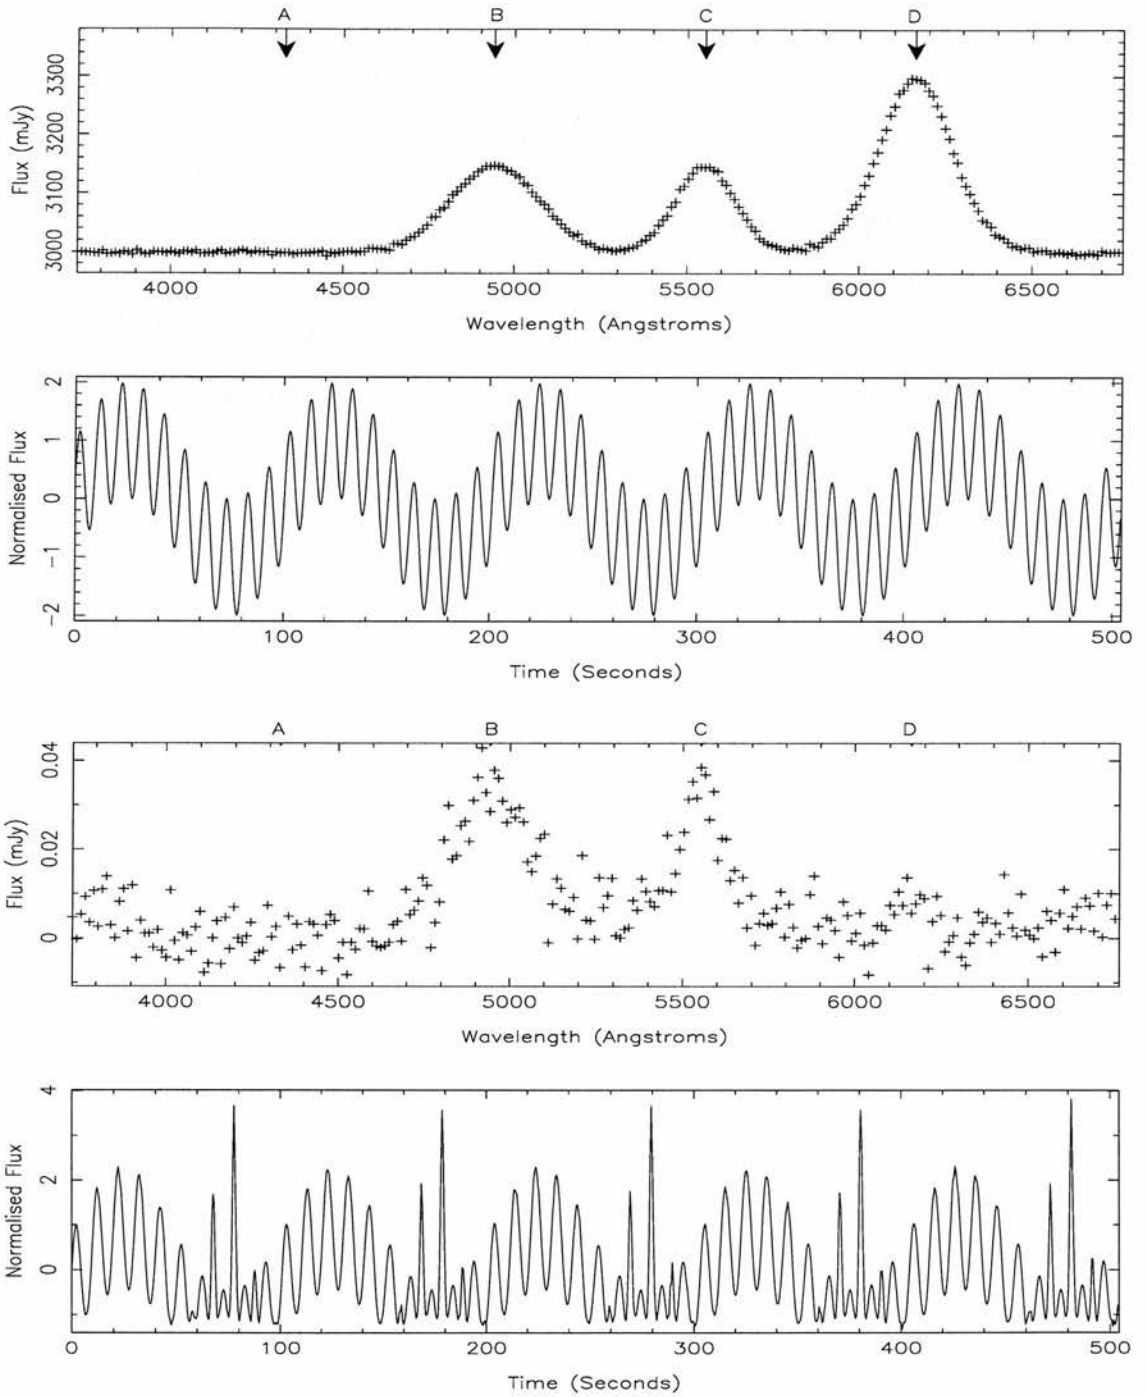 A B C D
3300
3200
3100
3000
Flux (mJy)
4000 4500 5000 5500 6000 6500
Wavelength (Angstroms)
2
1
0
−1
−2
Normalised Flux
0 100 200 300 400 500
Time (Seconds)
A B C D
0.04
0.02
0
Flux (mJy)
4000 4500 5000 5500 6000 6500
Wavelength (Angstroms)
4
2
0
Normalised Flux
0 100 200 300 400 500
Time (Seconds)